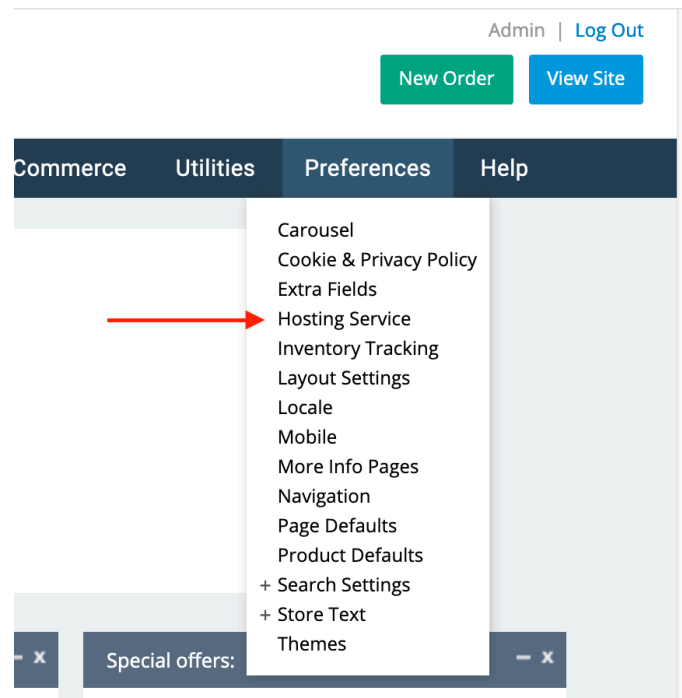 Admin | Log Out
New Order View Site
Commerce Utilities Preferences Help
Carousel
Cookie & Privacy Policy
Extra Fields
Hosting Service
Inventory Tracking
Layout Settings
Locale
Mobile
More Info Pages
Navigation
Page Defaults
Product Defaults
+ Search Settings
+ Store Text
Themes
– x Special offers: – x